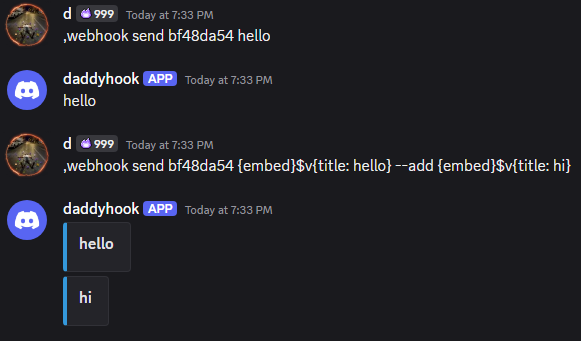 d 999 Today at 7:33 PM
,webhook send bf48da54 hello
daddyhook APP Today at 7:33 PM
hello
d 999 Today at 7:33 PM
,webhook send bf48da54 {embed}$v{title: hello} --add {embed}$v{title: hi}
daddyhook APP Today at 7:33 PM
hello
hi